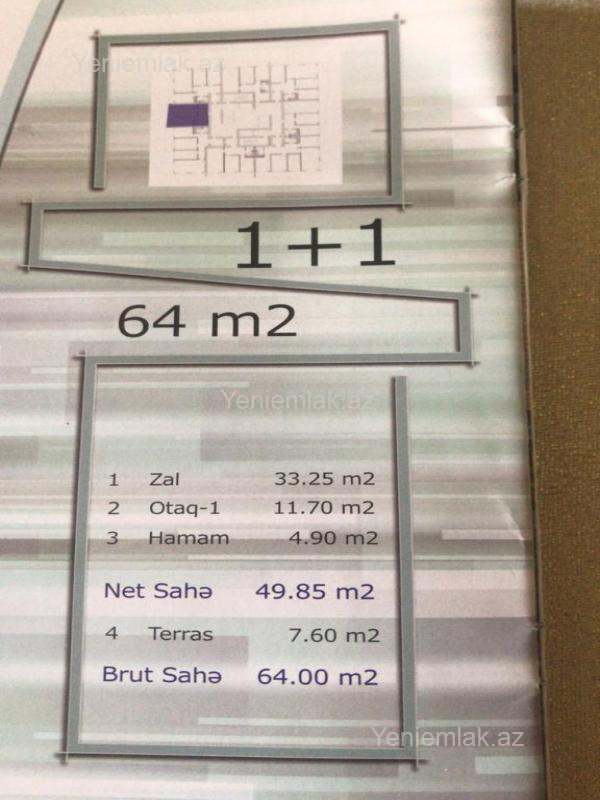 Yeniemlak.az
1+1
64 m2
Yeniemlak.az
1 Zal 33.25 m2
2 Otaq-1 11.70 m2
3 Hamam 4.90 m2
Net Sahə 49.85 m2
4 Terras 7.60 m2
Brut Sahə 64.00 m2
Yeniemlak.az